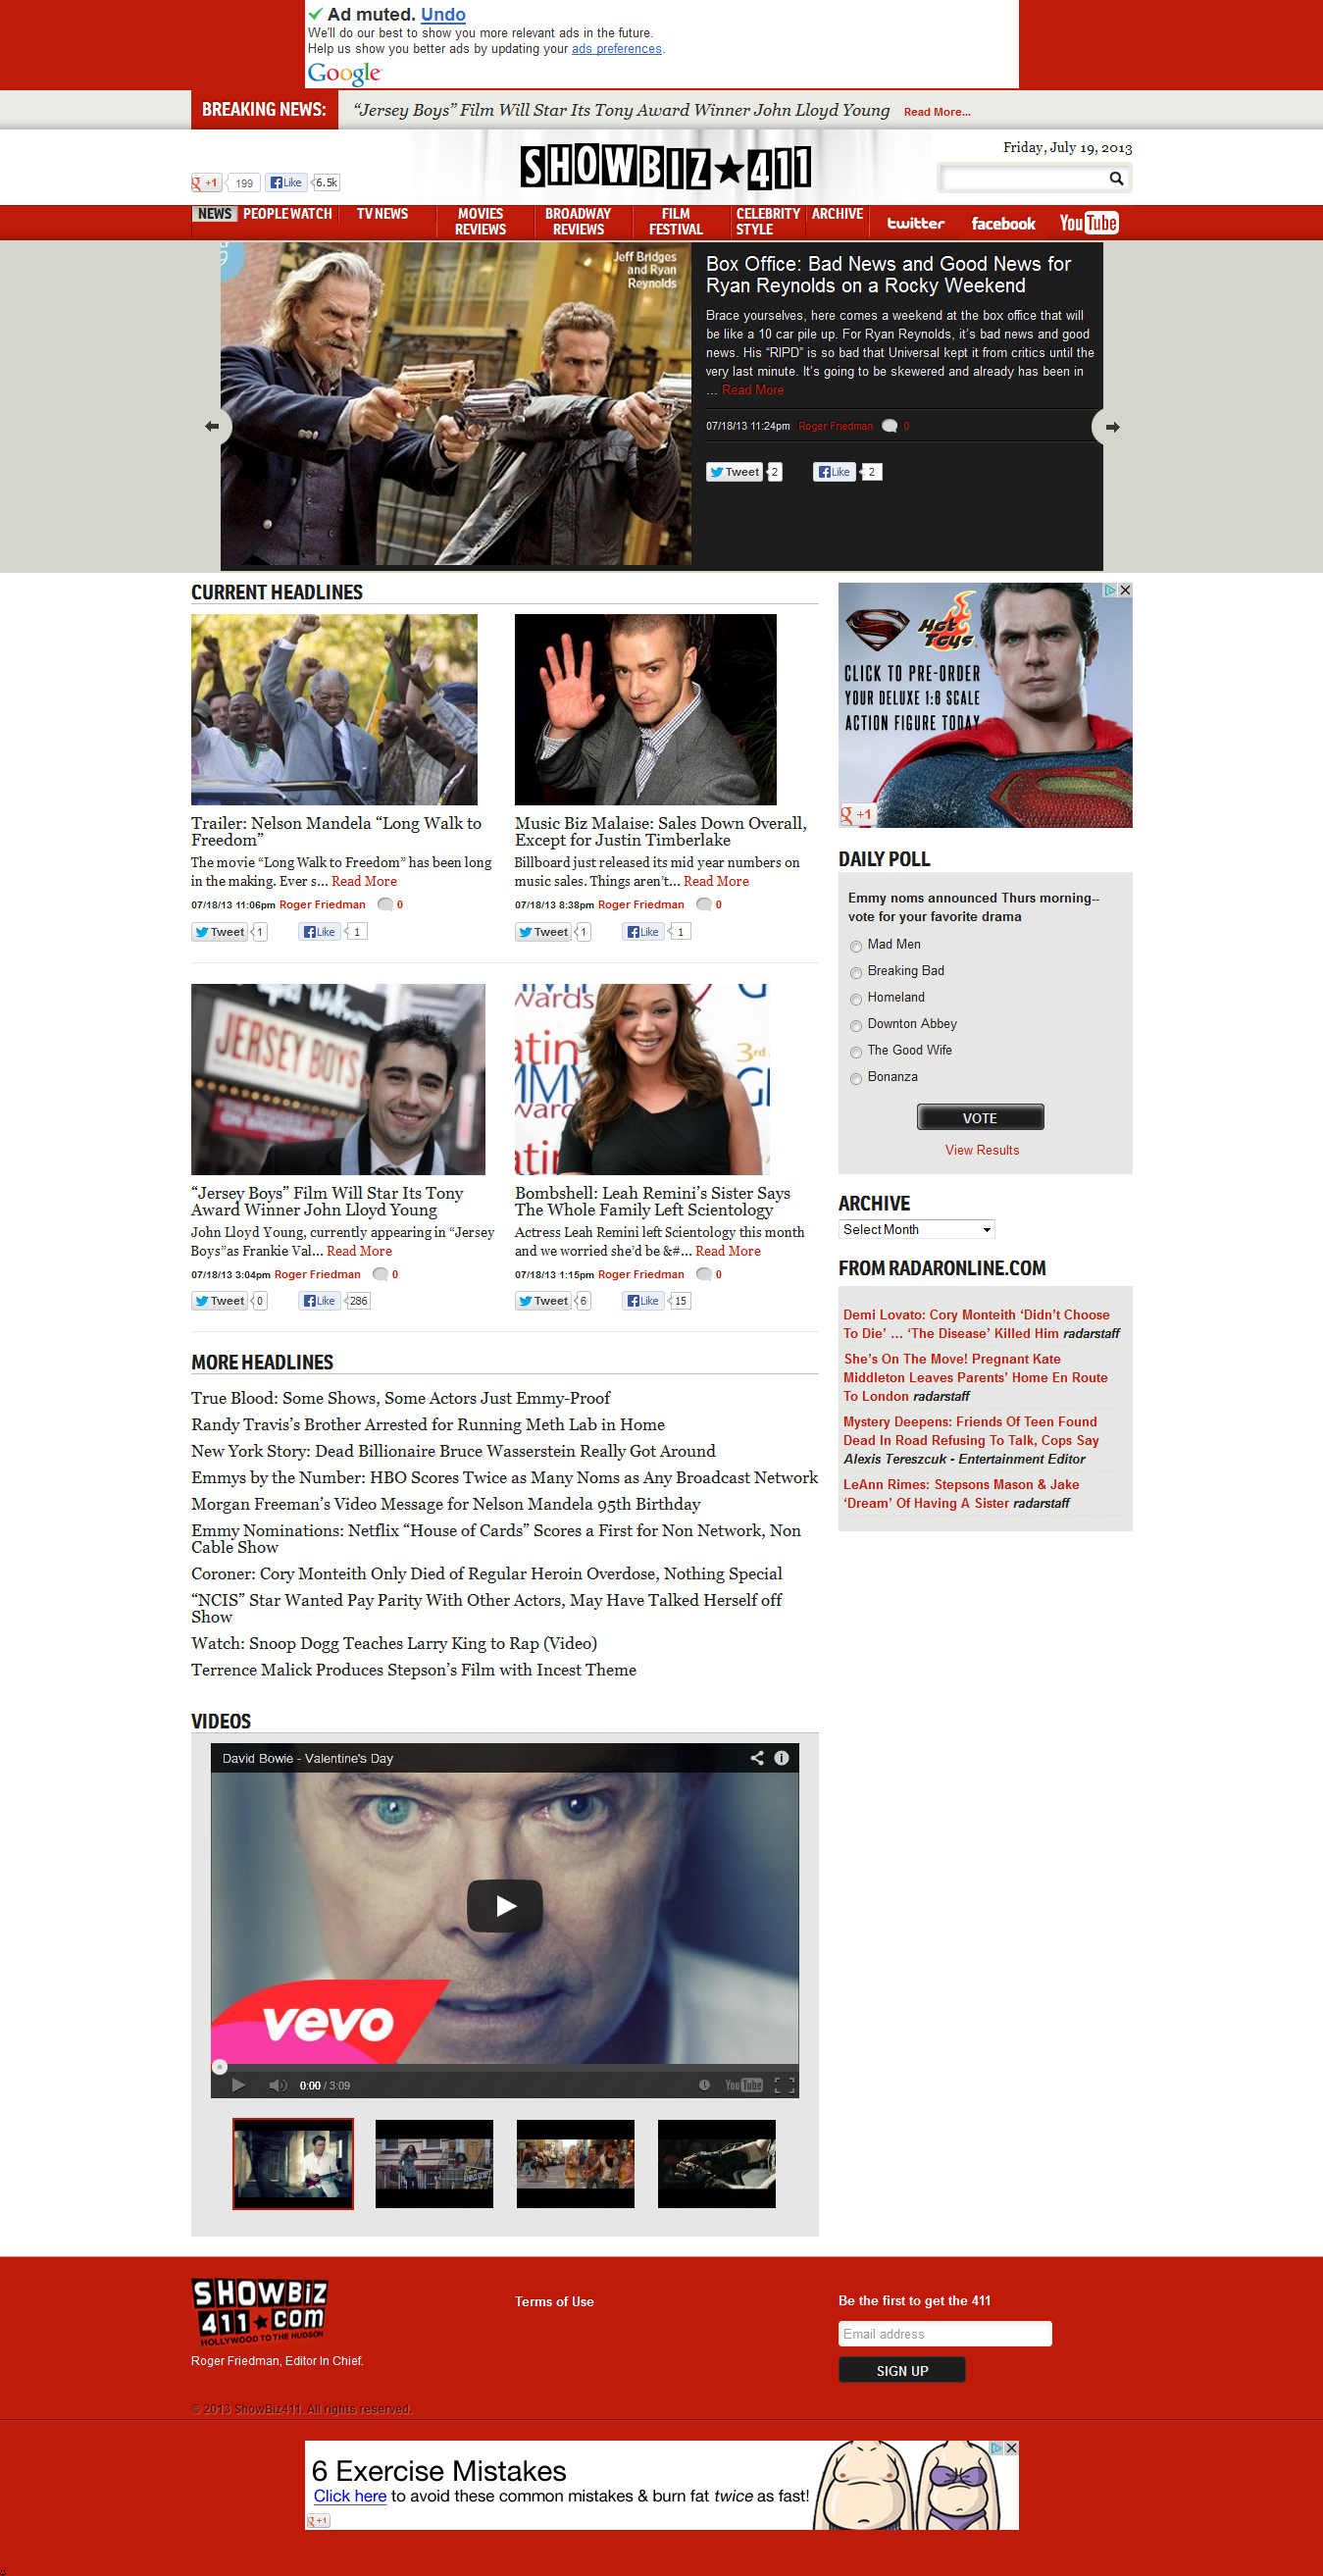 Ad muted. Undo
We'll do our best to show you more relevant ads in the future.
Help us show you better ads by updating your ads preferences.
Google
BREAKING NEWS:
“Jersey Boys” Film Will Star Its Tony Award Winner John Lloyd Young Read More...
Friday, July 19, 2013
SHOWBIZ★411
+1 199 Like 6.5k
NEWS PEOPLE WATCH TV NEWS MOVIES REVIEWS BROADWAY REVIEWS FILM FESTIVAL CELEBRITY STYLE ARCHIVE twitter facebook YouTube
Jeff Bridges
and Ryan
Reynolds
Box Office: Bad News and Good News for
Ryan Reynolds on a Rocky Weekend
Brace yourselves, here comes a weekend at the box office that will
be like a 10 car pile up. For Ryan Reynolds, it’s bad news and good
news. His “RIPD” is so bad that Universal kept it from critics until the
very last minute. It’s going to be skewered and already has been in
... Read More
07/18/13 11:24pm Roger Friedman 0
Tweet 2 Like 2
CURRENT HEADLINES
Trailer: Nelson Mandela “Long Walk to
Freedom”
The movie “Long Walk to Freedom” has been long
in the making. Ever s... Read More
07/18/13 11:06pm Roger Friedman 0
Tweet 1 Like 1
Music Biz Malaise: Sales Down Overall,
Except for Justin Timberlake
Billboard just released its mid year numbers on
music sales. Things aren’t... Read More
07/18/13 8:38pm Roger Friedman 0
Tweet 1 Like 1
JERSEY BOYS
“Jersey Boys” Film Will Star Its Tony
Award Winner John Lloyd Young
John Lloyd Young, currently appearing in “Jersey
Boys”as Frankie Val... Read More
07/18/13 3:04pm Roger Friedman 0
Tweet 0 Like 286
Bombshell: Leah Remini’s Sister Says
The Whole Family Left Scientology
Actress Leah Remini left Scientology this month
and we worried she’d be &#... Read More
07/18/13 1:15pm Roger Friedman 0
Tweet 6 Like 15
MORE HEADLINES
True Blood: Some Shows, Some Actors Just Emmy-Proof
Randy Travis’s Brother Arrested for Running Meth Lab in Home
New York Story: Dead Billionaire Bruce Wasserstein Really Got Around
Emmys by the Number: HBO Scores Twice as Many Noms as Any Broadcast Network
Morgan Freeman’s Video Message for Nelson Mandela 95th Birthday
Emmy Nominations: Netflix “House of Cards” Scores a First for Non Network, Non
Cable Show
Coroner: Cory Monteith Only Died of Regular Heroin Overdose, Nothing Special
“NCIS” Star Wanted Pay Parity With Other Actors, May Have Talked Herself off
Show
Watch: Snoop Dogg Teaches Larry King to Rap (Video)
Terrence Malick Produces Stepson’s Film with Incest Theme
VIDEOS
David Bowie - Valentine's Day
vevo
0:00 / 3:09
YouTube
Hot Toys
CLICK TO PRE-ORDER
YOUR DELUXE 1:6 SCALE
ACTION FIGURE TODAY
+1
DAILY POLL
Emmy noms announced Thurs morning--
vote for your favorite drama
Mad Men
Breaking Bad
Homeland
Downton Abbey
The Good Wife
Bonanza
VOTE
View Results
ARCHIVE
Select Month
FROM RADARONLINE.COM
Demi Lovato: Cory Monteith ‘Didn’t Choose
To Die’ ... ‘The Disease’ Killed Him radarstaff
She’s On The Move! Pregnant Kate
Middleton Leaves Parents’ Home En Route
To London radarstaff
Mystery Deepens: Friends Of Teen Found
Dead In Road Refusing To Talk, Cops Say
Alexis Tereszcuk - Entertainment Editor
LeAnn Rimes: Stepsons Mason & Jake
‘Dream’ Of Having A Sister radarstaff
SHOWBIZ
411★COM
HOLLYWOOD TO THE HUDSON
Roger Friedman, Editor In Chief.
© 2013 ShowBiz411. All rights reserved.
Terms of Use
Be the first to get the 411
Email address
SIGN UP
6 Exercise Mistakes
Click here to avoid these common mistakes & burn fat twice as fast!
+1